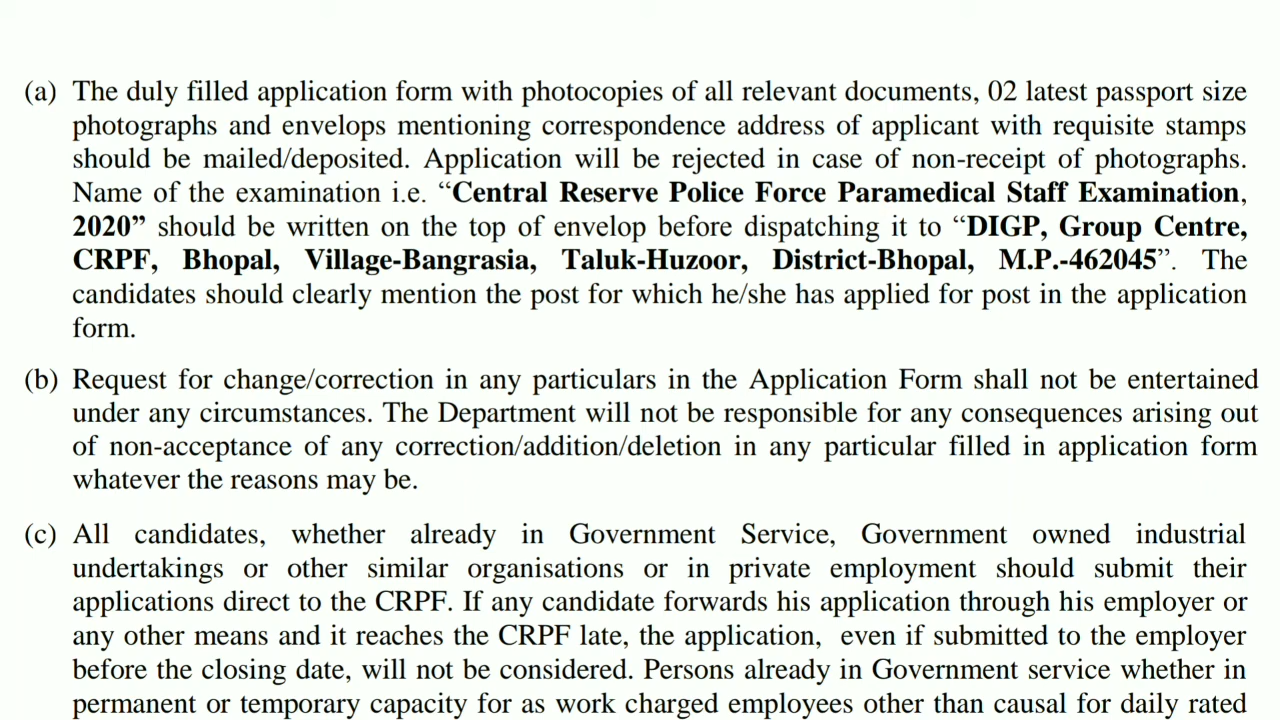 (a) The duly filled application form with photocopies of all relevant documents, 02 latest passport size
photographs and envelops mentioning correspondence address of applicant with requisite stamps
should be mailed/deposited. Application will be rejected in case of non-receipt of photographs.
Name of the examination i.e. “Central Reserve Police Force Paramedical Staff Examination,
2020” should be written on the top of envelop before dispatching it to “DIGP, Group Centre,
CRPF, Bhopal, Village-Bangrasia, Taluk-Huzoor, District-Bhopal, M.P.-462045”. The
candidates should clearly mention the post for which he/she has applied for post in the application
form.
(b) Request for change/correction in any particulars in the Application Form shall not be entertained
under any circumstances. The Department will not be responsible for any consequences arising out
of non-acceptance of any correction/addition/deletion in any particular filled in application form
whatever the reasons may be.
(c) All candidates, whether already in Government Service, Government owned industrial
undertakings or other similar organisations or in private employment should submit their
applications direct to the CRPF. If any candidate forwards his application through his employer or
any other means and it reaches the CRPF late, the application, even if submitted to the employer
before the closing date, will not be considered. Persons already in Government service whether in
permanent or temporary capacity for as work charged employees other than causal for daily rated